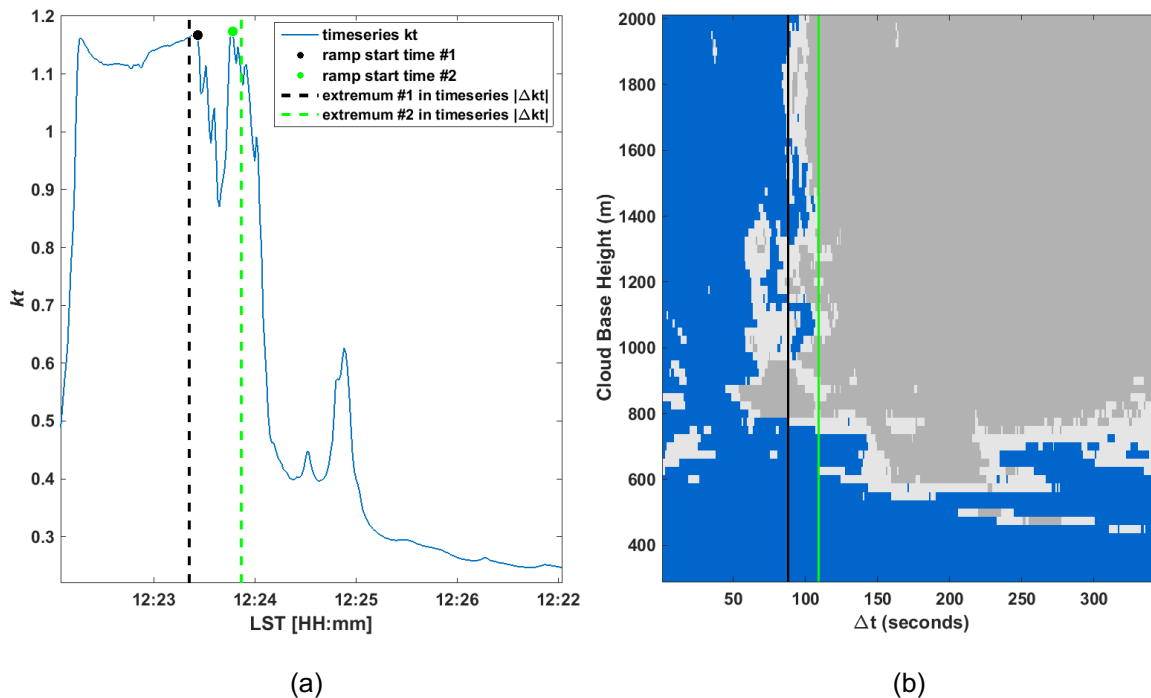 1.2
1.1
1
0.9
0.8
0.7
0.6
0.5
0.4
0.3
kt
timeseries kt
ramp start time #1
ramp start time #2
extremum #1 in timeseries |Δkt|
extremum #2 in timeseries |Δkt|
12:23 12:24 12:25 12:26 12:22
LST [HH:mm]
(a)
2000
1800
1600
1400
1200
1000
800
600
400
Cloud Base Height (m)
50 100 150 200 250 300
Δt (seconds)
(b)